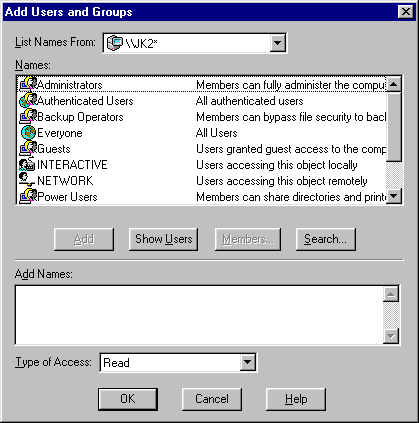 Add Users and Groups
List Names From: \\JK2*
Names:
Administrators Members can fully administer the compu
Authenticated Users All authenticated users
Backup Operators Members can bypass file security to bacl
Everyone All Users
Guests Users granted guest access to the comp
INTERACTIVE Users accessing this object locally
NETWORK Users accessing this object remotely
Power Users Members can share directories and printe
Add Show Users Members... Search...
Add Names:
Type of Access: Read
OK Cancel Help